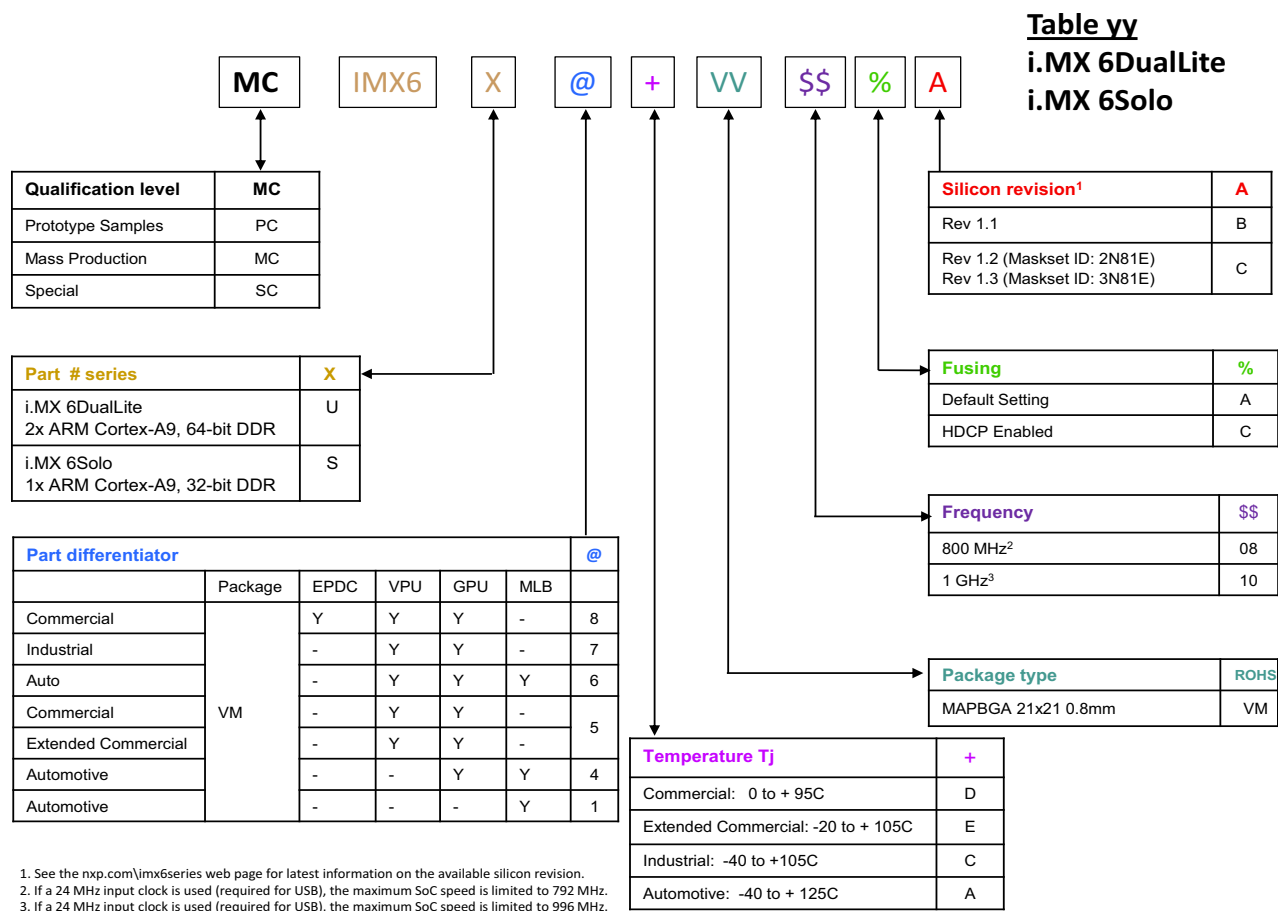 Table yy
i.MX 6DualLite
i.MX 6Solo
MC IMX6 X @ + VV $$ % A
Qualification level MC
Prototype Samples PC
Mass Production MC
Special SC
Silicon revision1 A
Rev 1.1 B
Rev 1.2 (Maskset ID: 2N81E)
Rev 1.3 (Maskset ID: 3N81E) C
Part # series X
i.MX 6DualLite U
2x ARM Cortex-A9, 64-bit DDR
i.MX 6Solo S
1x ARM Cortex-A9, 32-bit DDR
Fusing %
Default Setting A
HDCP Enabled C
Frequency $$
800 MHz2 08
1 GHz3 10
Part differentiator @
Package EPDC VPU GPU MLB
Commercial Y Y Y - 8
Industrial - Y Y - 7
Auto - Y Y Y 6
Commercial VM - Y Y - 5
Extended Commercial - Y Y -
Automotive - - Y Y 4
Automotive - - - Y 1
Package type ROHS
MAPBGA 21x21 0.8mm VM
Temperature Tj +
Commercial: 0 to + 95C D
Extended Commercial: -20 to + 105C E
Industrial: -40 to +105C C
Automotive: -40 to + 125C A
1. See the nxp.com\imx6series web page for latest information on the available silicon revision.
2. If a 24 MHz input clock is used (required for USB), the maximum SoC speed is limited to 792 MHz.
3. If a 24 MHz input clock is used (required for USB), the maximum SoC speed is limited to 996 MHz.